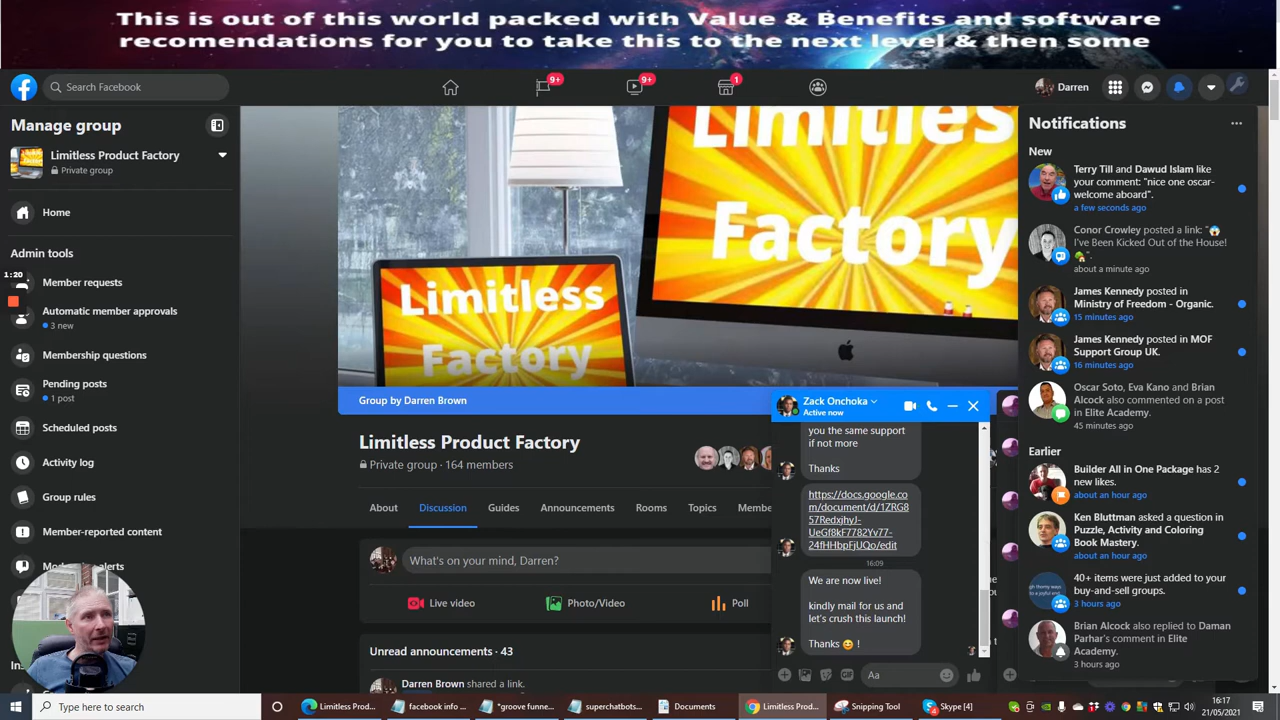 This is out of this world packed with Value & Benefits and software
recomendations for you to take this to the next level & then some
Search Facebook
9+
9+
1
Darren
Manage group
Limitless Product Factory
Private group
Home
Admin tools
1:20
Member requests
Automatic member approvals
3 new
Membership questions
Pending posts
1 post
Scheduled posts
Activity log
Group rules
Member-reported content
alerts
Limitless
Factory
Limitless
Factory
Group by Darren Brown
Limitless Product Factory
Private group · 164 members
About
Discussion
Guides
Announcements
Rooms
Topics
Membe
What's on your mind, Darren?
Live video
Photo/Video
Poll
Unread announcements · 43
Darren Brown shared a link.
Zack Onchoka
Active now
you the same support
if not more
Thanks
https://docs.google.co
m/document/d/1ZRG8
57RedxjhyJ-
UeGf8kF7782Yv77-
24fHHbpFjUQo/edit
16:09
We are now live!
kindly mail for us and
let's crush this launch!
Thanks 😊 !
Aa
Notifications
New
Terry Till and Dawud Islam like
your comment: "nice one oscar-
welcome aboard".
a few seconds ago
Conor Crowley posted a link: "😱
I've Been Kicked Out of the House!
🏡".
about a minute ago
James Kennedy posted in
Ministry of Freedom - Organic.
15 minutes ago
James Kennedy posted in MOF
Support Group UK.
16 minutes ago
Oscar Soto, Eva Kano and Brian
Alcock also commented on a post
in Elite Academy.
45 minutes ago
Earlier
Builder All in One Package has 2
new likes.
about an hour ago
Ken Bluttman asked a question in
Puzzle, Activity and Coloring
Book Mastery.
about an hour ago
40+ items were just added to your
buy-and-sell groups.
3 hours ago
Brian Alcock also replied to Daman
Parhar's comment in Elite
Academy.
3 hours ago
Type here to search
Limitless Prod...
facebook info ...
*groove funne...
superchatbots...
Documents
Limitless Prod...
Snipping Tool
Skype [4]
16:17
21/05/2021